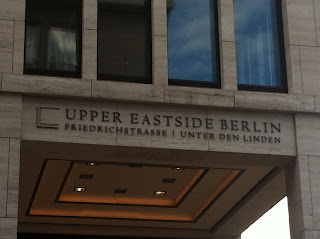 UPPER EASTSIDE BERLIN
FRIEDRICHSTRASSE | UNTER DEN LINDEN